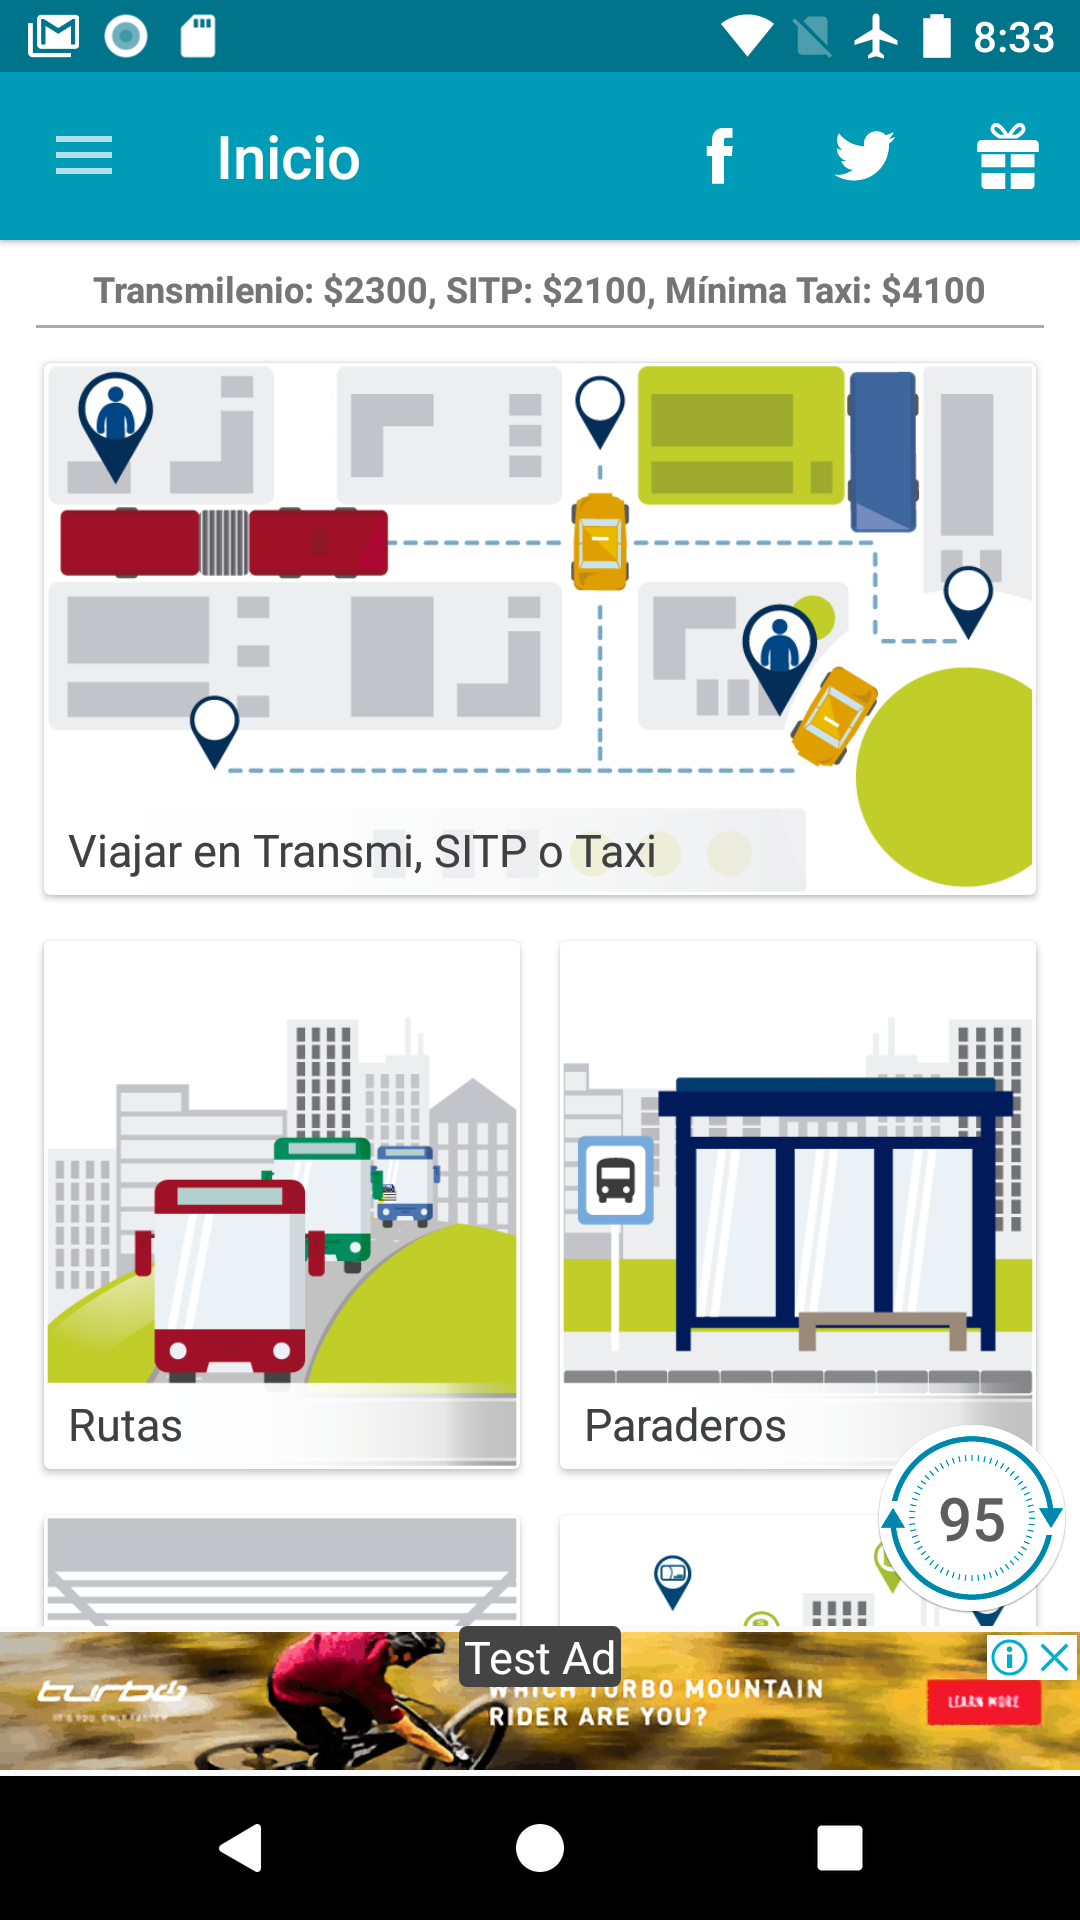 8:33
Inicio
Transmilenio: $2300, SITP: $2100, Mínima Taxi: $4100
Viajar en Transmi, SITP o Taxi
Rutas
Paraderos
95
Test Ad
turbo
WHICH TURBO MOUNTAIN
RIDER ARE YOU?
LEARN MORE